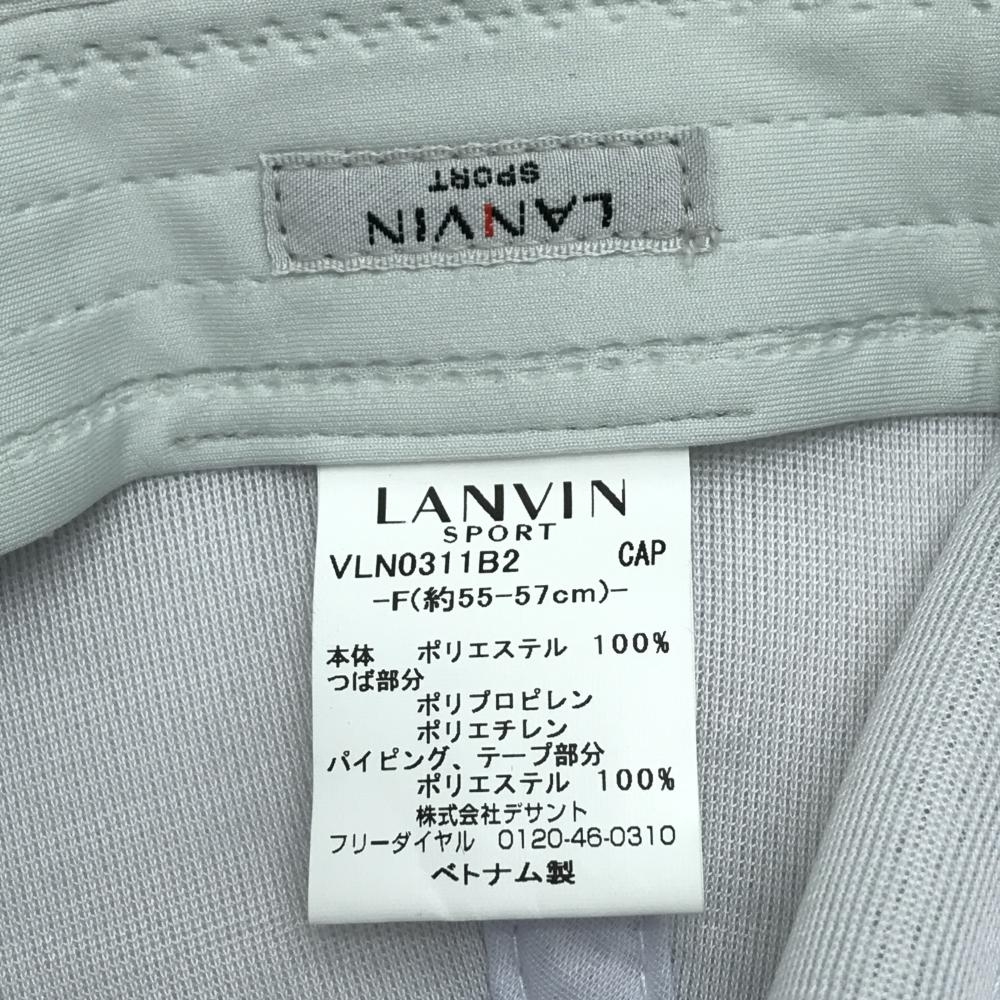 LANVIN
SPORT
LANVIN
SPORT
VLN0311B2 CAP
-F(約55-57cm)-
本体 ポリエステル 100%
つば部分
ポリプロピレン
ポリエチレン
パイピング、テープ部分
ポリエステル 100%
株式会社デサント
フリーダイヤル 0120-46-0310
ベトナム製